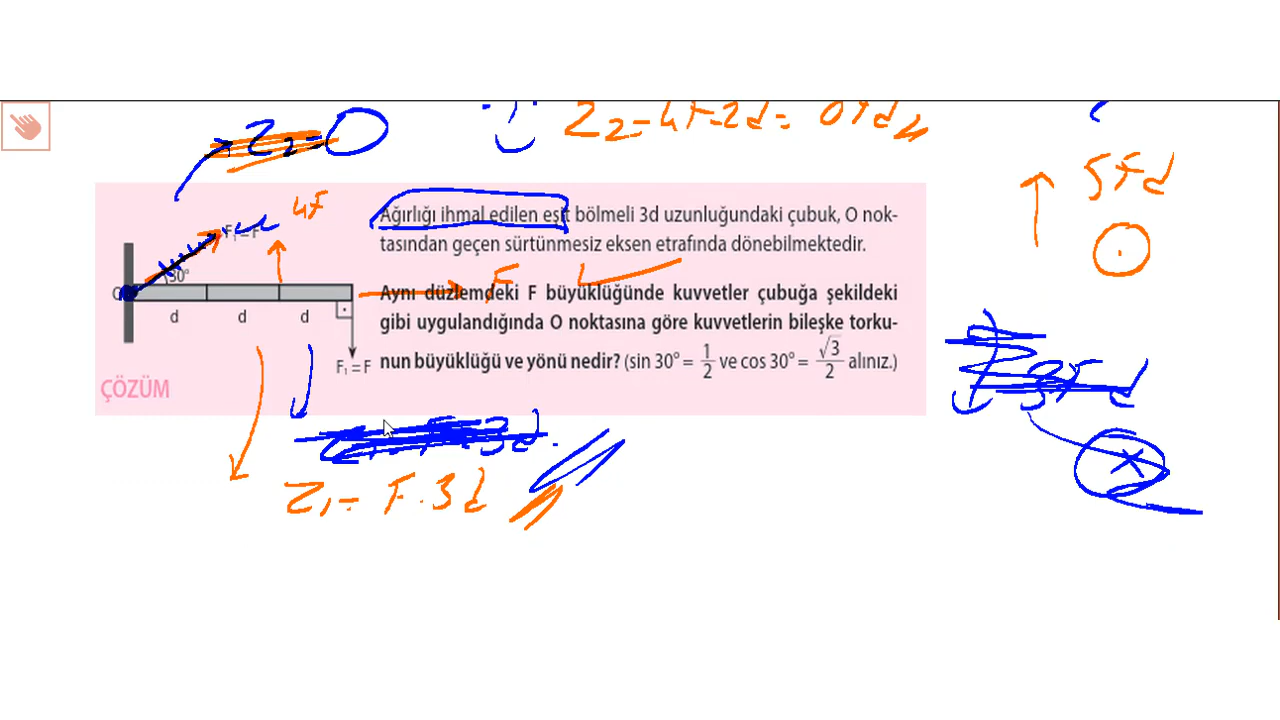 Z₂=0
Z₂=4F·2d=
4F
5Fd
Ağırlığı ihmal edilen eşit bölmeli 3d uzunluğundaki çubuk, O nok-
tasından geçen sürtünmesiz eksen etrafında dönebilmektedir.
F₁ = F
30°
O
d d d
F
Aynı düzlemdeki F büyüklüğünde kuvvetler çubuğa şekildeki
gibi uygulandığında O noktasına göre kuvvetlerin bileşke torku-
nun büyüklüğü ve yönü nedir? (sin 30° = 1/2 ve cos 30° = √3/2 alınız.)
F₁ = F
ÇÖZÜM
3Fd
Z₁= F·3d